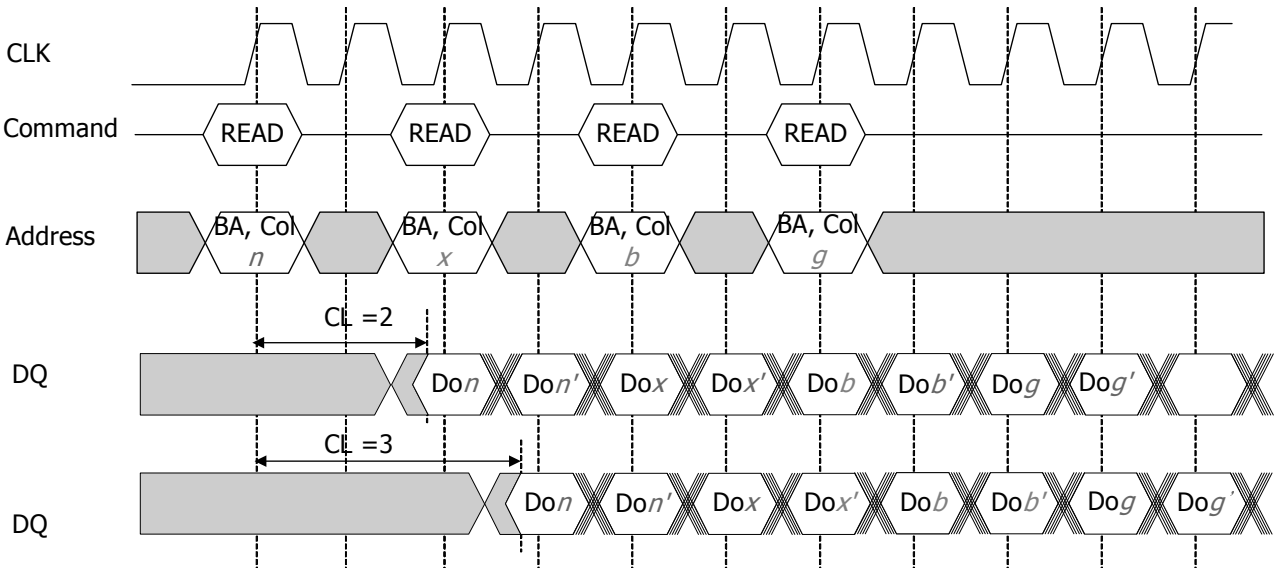 CLK
Command
READ READ READ READ
Address
BA, Col BA, Col BA, Col BA, Col
n x b g
CL =2
DQ
Don Don' Dox Dox' Dob Dob' Dog Dog'
CL =3
Don Don' Dox Dox' Dob Dob' Dog Dog'
DQ